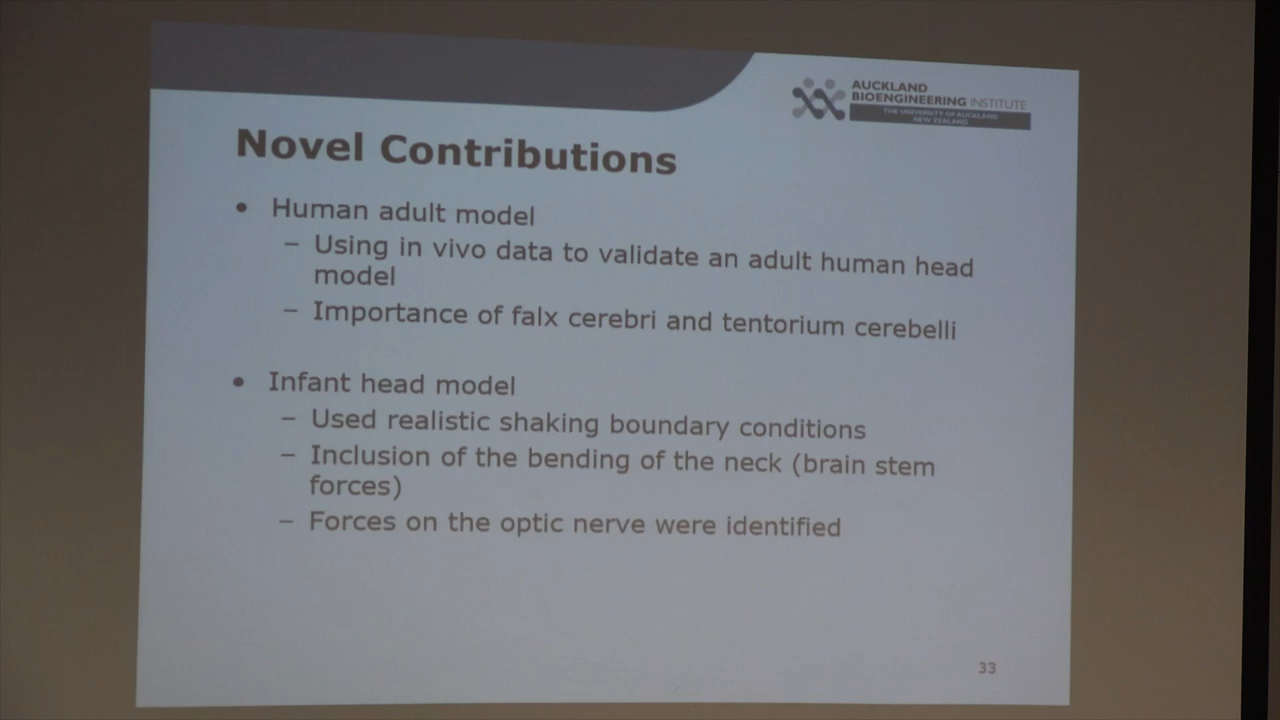 AUCKLAND
BIOENGINEERING INSTITUTE
THE UNIVERSITY OF AUCKLAND
NEW ZEALAND
Novel Contributions
• Human adult model
– Using in vivo data to validate an adult human head
model
– Importance of falx cerebri and tentorium cerebelli
• Infant head model
– Used realistic shaking boundary conditions
– Inclusion of the bending of the neck (brain stem
forces)
– Forces on the optic nerve were identified
33